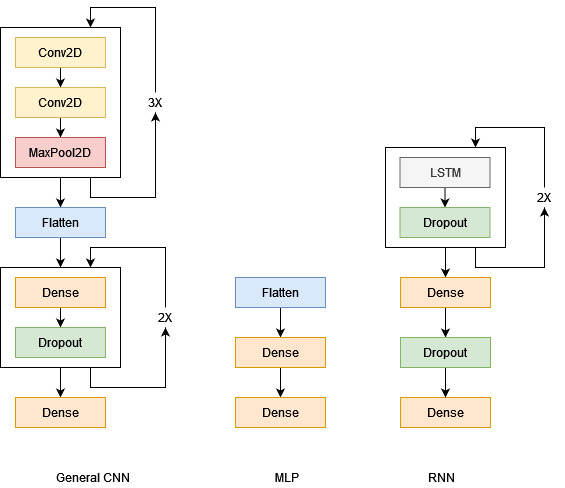 Conv2D
Conv2D
MaxPool2D
3X
Flatten
Dense
Dropout
2X
Dense
General CNN
Flatten
Dense
Dense
MLP
LSTM
Dropout
2X
Dense
Dropout
Dense
RNN